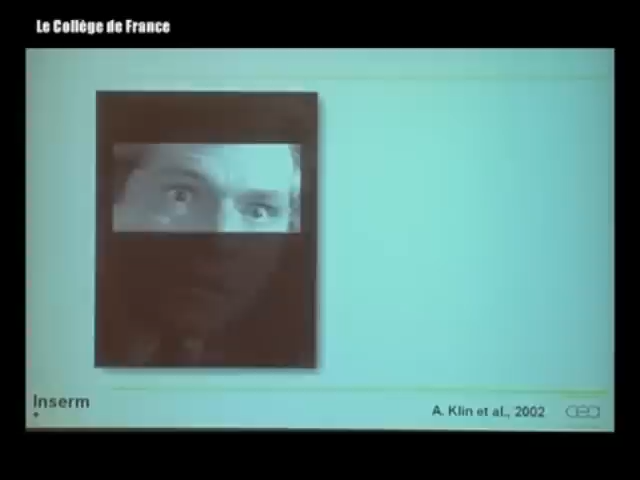 Le Collège de France
Inserm
A. Klin et al., 2002
cea